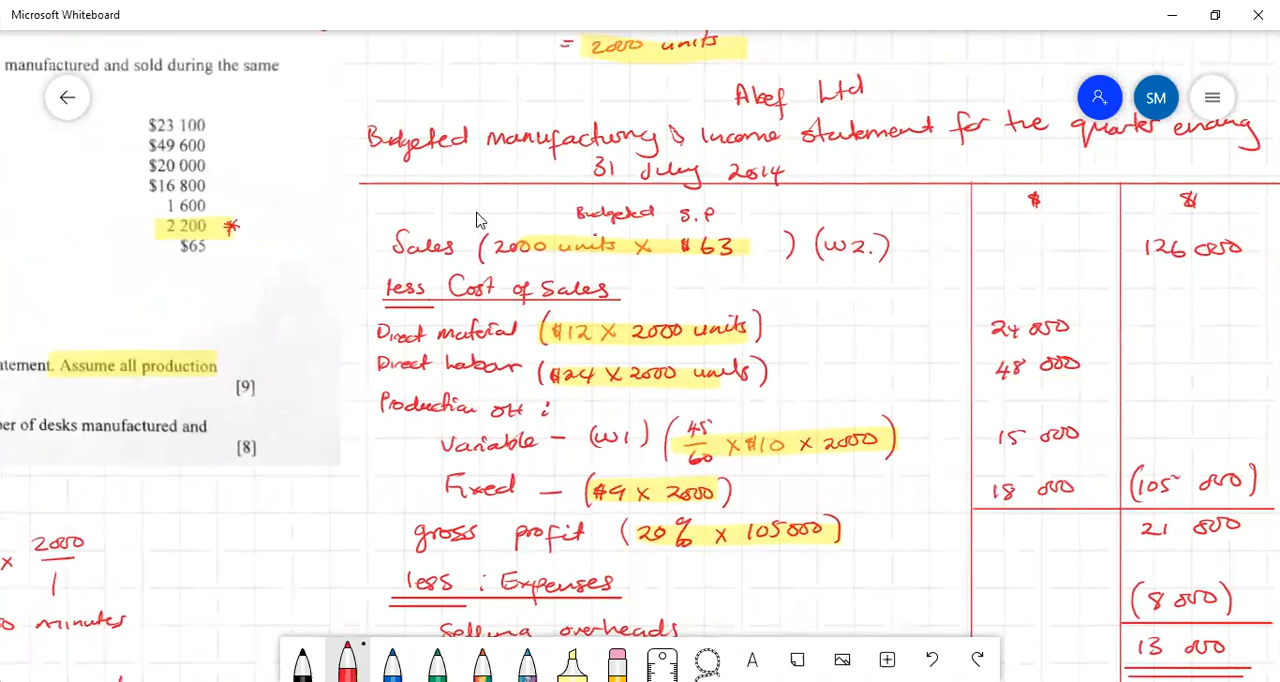 Microsoft Whiteboard
= 2000 units
manufactured and sold during the same
$23 100
$49 600
$20 000
$16 800
1 600
2 200 *
$65
atement. Assume all production
[9]
er of desks manufactured and
[8]
x 2000
1
0 minutes
SM
Abef Ltd
Budgeted manufacturing & Income statement for the quarter ending
31 July 2014
$ $
Budgeted S.P
Sales (2000 units x $63 ) (W2.) 126 000
less Cost of Sales
Direct material ($12 x 2000 units) 24 000
Direct Labour ($24 x 2000 units) 48 000
Production OH :
Variable - (W1) (45/60 x $10 x 2000) 15 000
Fixed - ($9 x 2000) 18 000 (105 000)
gross profit (20% x 105000) 21 000
less : Expenses
(8 000)
Selling overheads
13 000
A